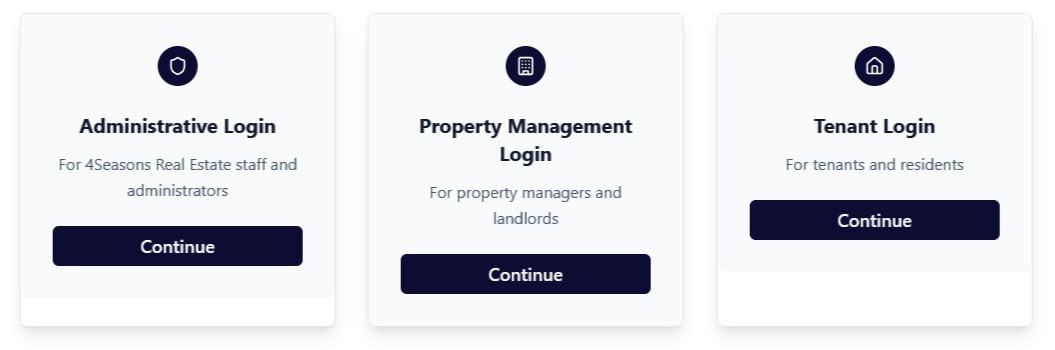 Administrative Login
For 4Seasons Real Estate staff and
administrators
Continue
Property Management
Login
For property managers and
landlords
Continue
Tenant Login
For tenants and residents
Continue